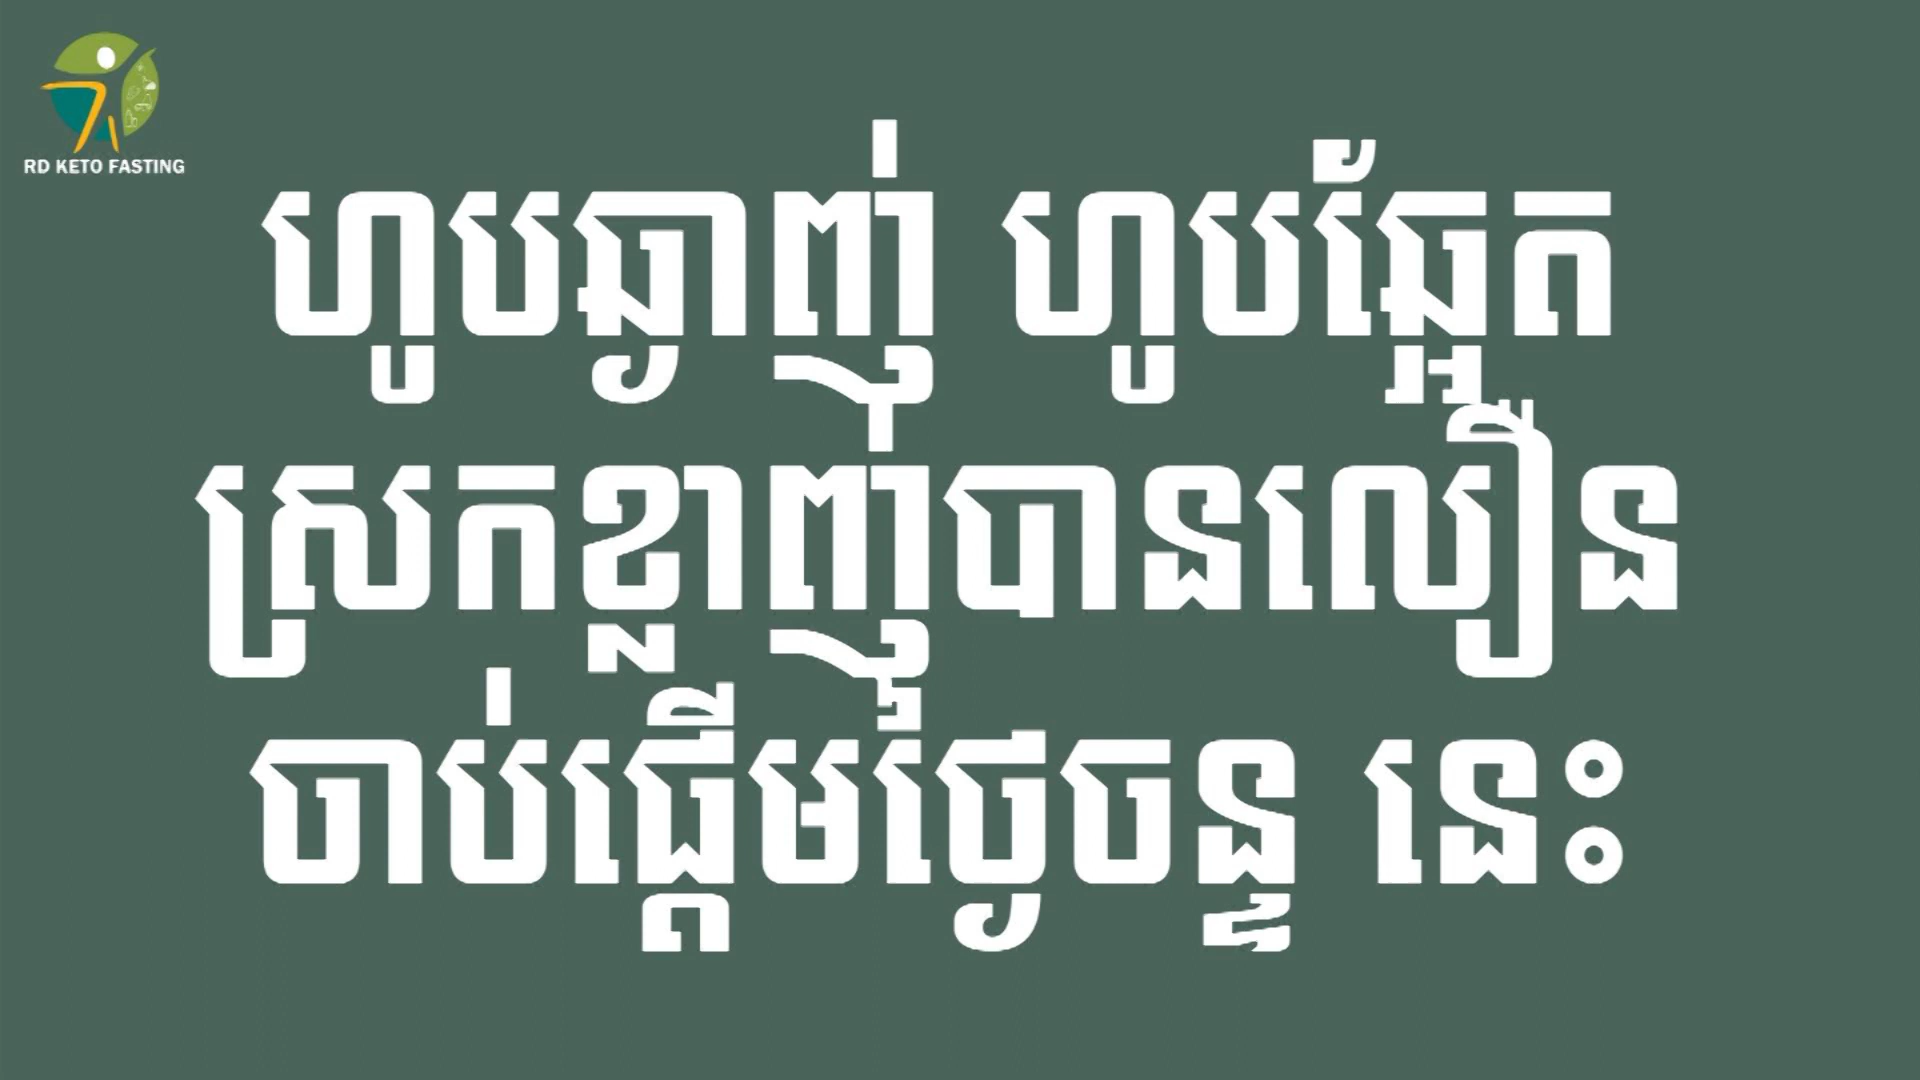 RD KETO FASTING
ហូបឆ្ងាញ់ ហូបឆ្អែត
ស្រកខ្លាញ់បានលឿន
ចាប់ផ្តើមថ្ងៃចន្ទ នេះ